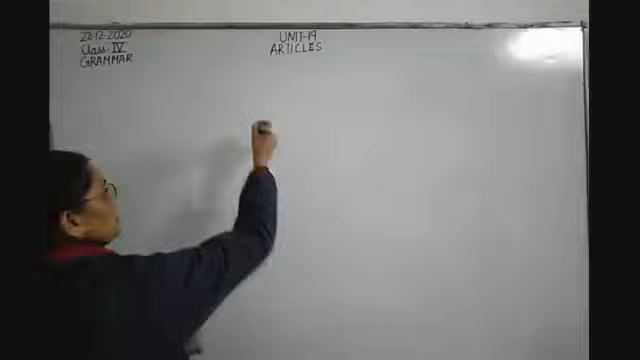 22-12-2020
Class-IV
GRAMMAR
UNIT-19
ARTICLES